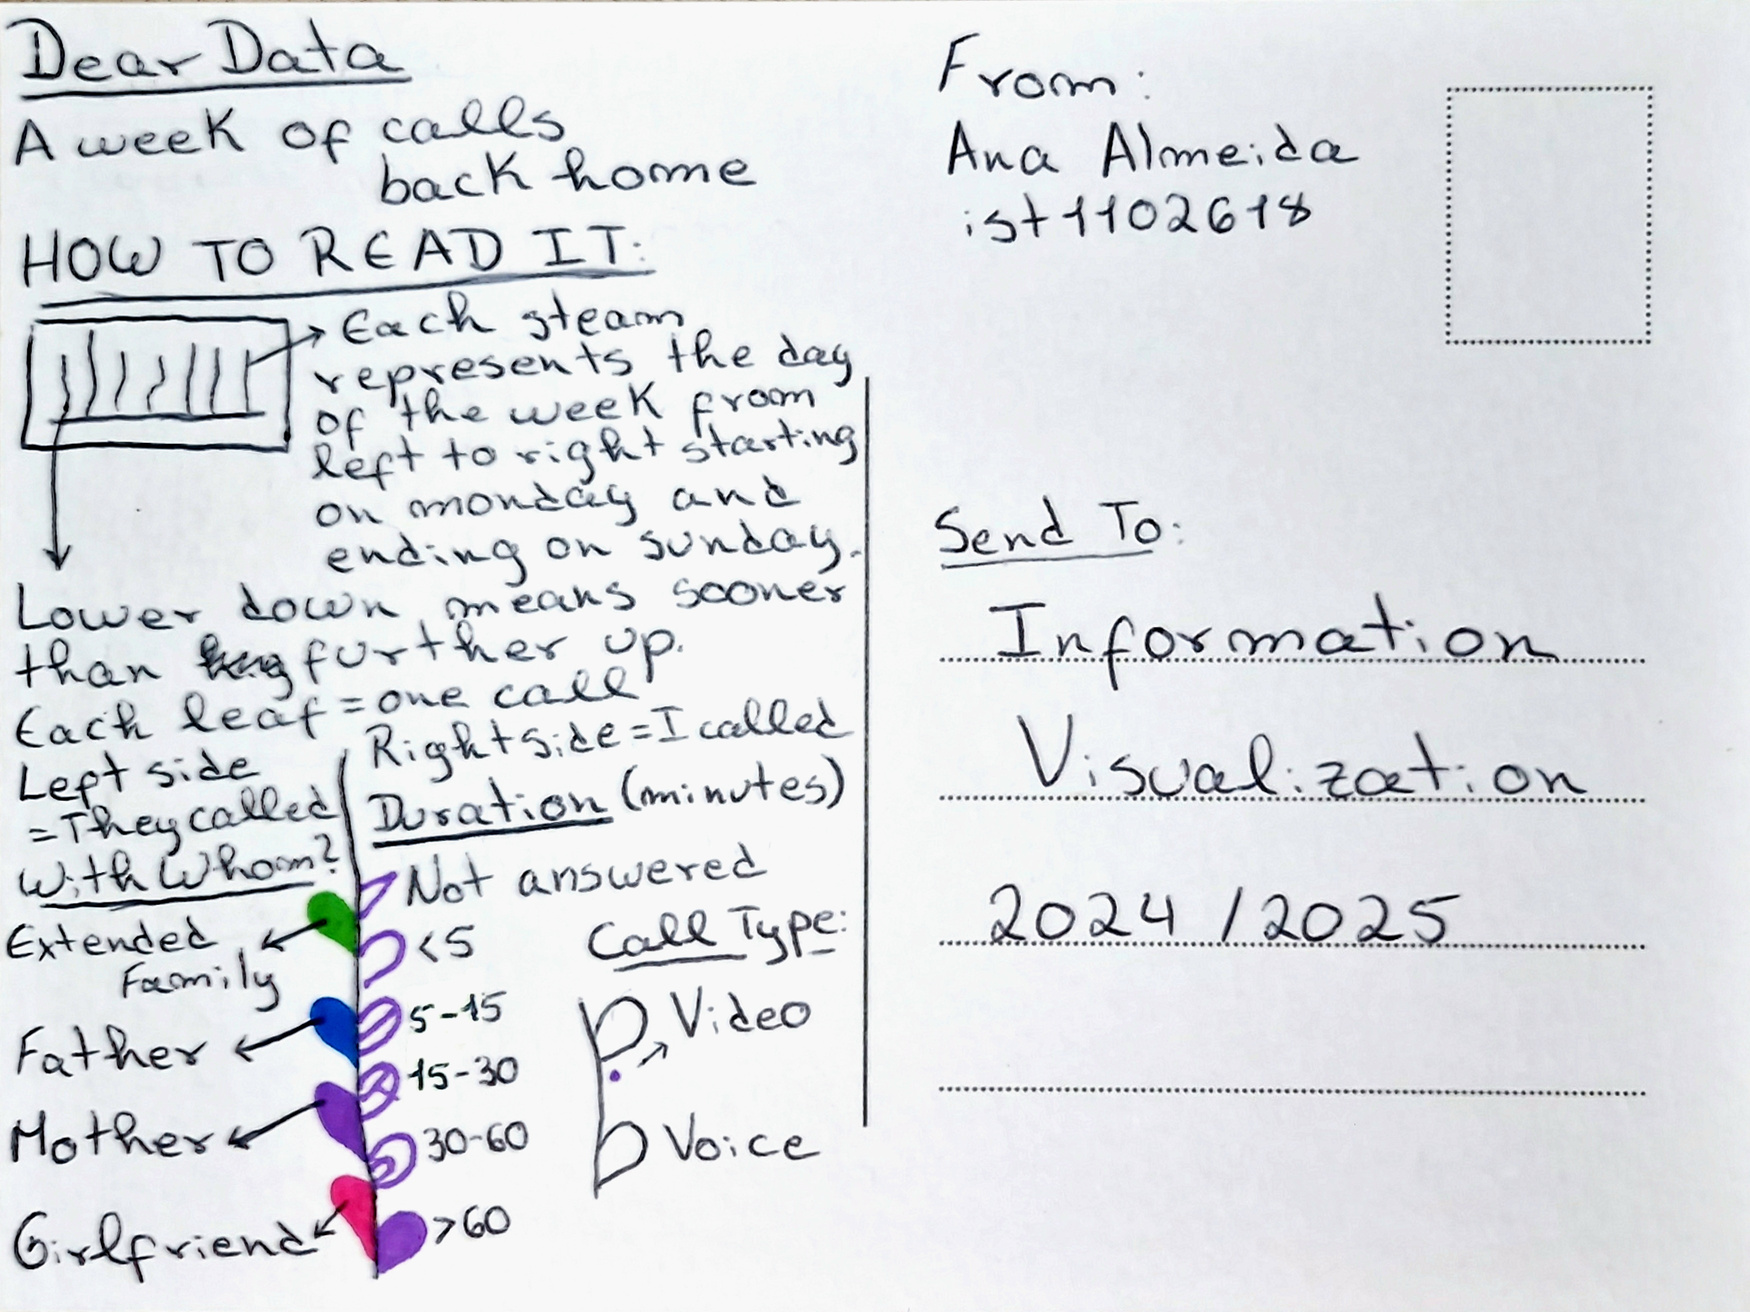 Dear Data
A week of calls
back home
HOW TO READ IT:
Each steam
represents the day
of the week from
left to right starting
on monday and
ending on sunday.
Lower down means sooner
than further up.
Each leaf = one call
Left side
= They called
Right side = I called
With Whom?
Extended
Family
Father
Mother
Girlfriend
Duration (minutes)
Not answered
<5
5-15
15-30
30-60
>60
Call Type:
Video
Voice
From:
Ana Almeida
ist1102618
Send To:
Information
Visualization
2024/2025